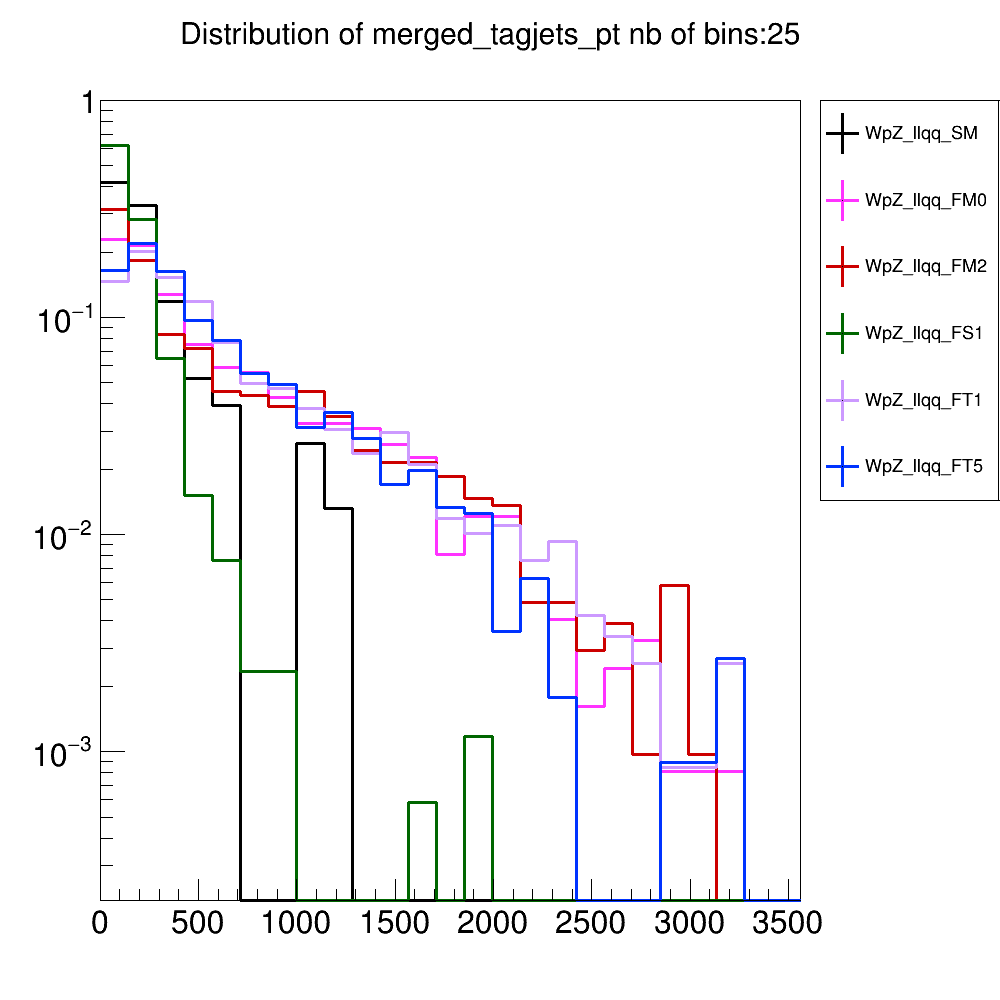 Distribution of merged_tagjets_pt nb of bins:25
1
10⁻¹
10⁻²
10⁻³
0 500 1000 1500 2000 2500 3000 3500
WpZ_llqq_SM
WpZ_llqq_FM0
WpZ_llqq_FM2
WpZ_llqq_FS1
WpZ_llqq_FT1
WpZ_llqq_FT5